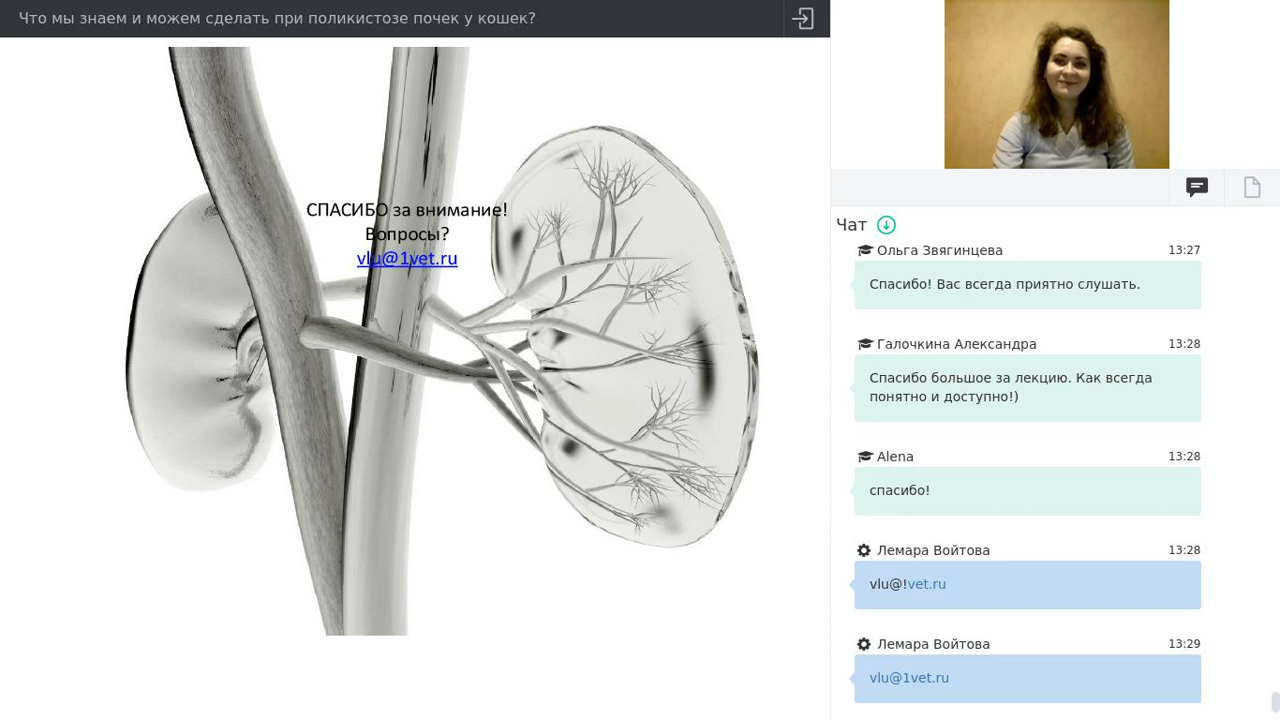 Что мы знаем и можем сделать при поликистозе почек у кошек?
СПАСИБО за внимание!
Вопросы?
vlu@1vet.ru
Чат
Ольга Звягинцева 13:27
Спасибо! Вас всегда приятно слушать.
Галочкина Александра 13:28
Спасибо большое за лекцию. Как всегда
понятно и доступно!)
Alena 13:28
спасибо!
Лемара Войтова 13:28
vlu@!vet.ru
Лемара Войтова 13:29
vlu@1vet.ru